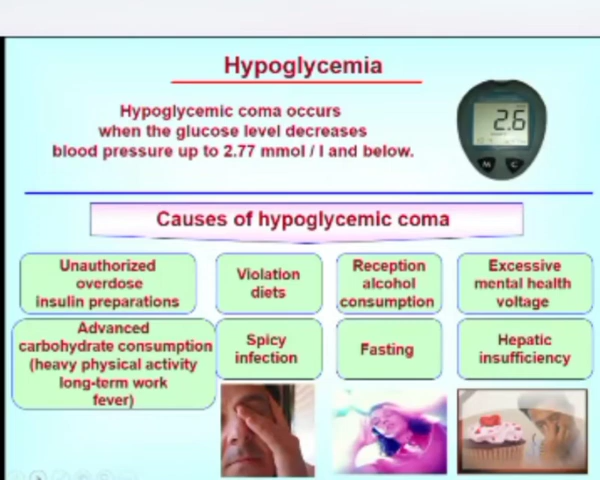 Hypoglycemia
Hypoglycemic coma occurs
when the glucose level decreases
blood pressure up to 2.77 mmol / l and below.
2.6
M
C
Causes of hypoglycemic coma
Unauthorized
overdose
insulin preparations
Violation
diets
Reception
alcohol
consumption
Excessive
mental health
voltage
Advanced
carbohydrate consumption
(heavy physical activity
long-term work
fever)
Spicy
infection
Fasting
Hepatic
insufficiency